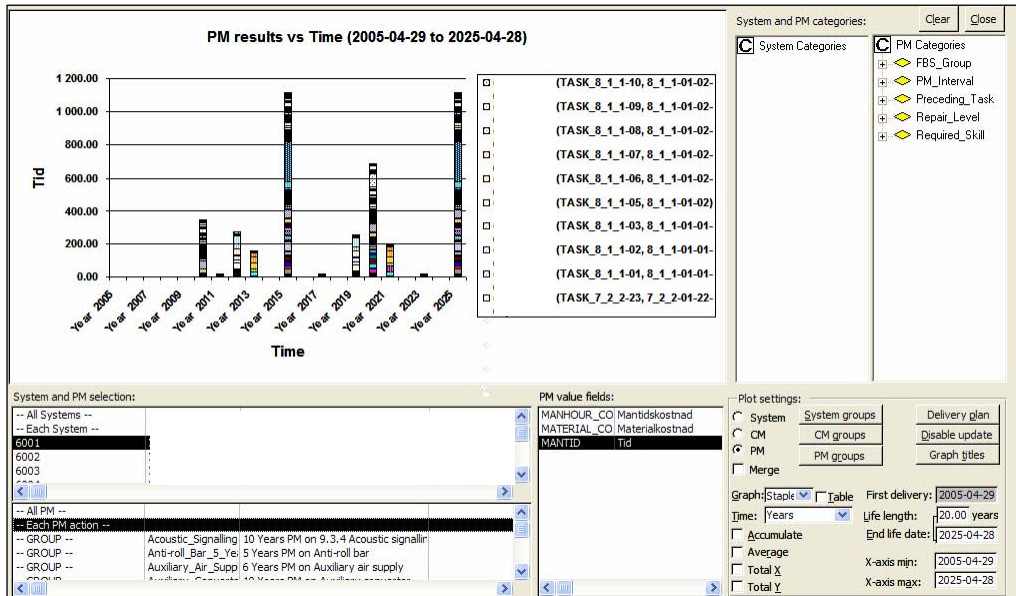 PM results vs Time (2005-04-29 to 2025-04-28)
1 200.00
1 000.00
800.00
600.00
400.00
200.00
0.00
Tid
Year 2005
Year 2007
Year 2009
Year 2011
Year 2013
Year 2015
Year 2017
Year 2019
Year 2021
Year 2023
Year 2025
Time
(TASK_8_1_1-10, 8_1_1-01-02-
(TASK_8_1_1-09, 8_1_1-01-02-
(TASK_8_1_1-08, 8_1_1-01-02-
(TASK_8_1_1-07, 8_1_1-01-02-
(TASK_8_1_1-06, 8_1_1-01-02-
(TASK_8_1_1-05, 8_1_1-01-02)
(TASK_8_1_1-03, 8_1_1-01-01-
(TASK_8_1_1-02, 8_1_1-01-01-
(TASK_8_1_1-01, 8_1_1-01-01-
(TASK_7_2_2-23, 7_2_2-01-22-
System and PM categories:
Clear
Close
C System Categories
C PM Categories
FBS_Group
PM_Interval
Preceding_Task
Repair_Level
Required_Skill
System and PM selection:
-- All Systems --
-- Each System --
6001
6002
6003
-- All PM --
-- Each PM action --
-- GROUP -- Acoustic_Signalling 10 Years PM on 9.3.4 Acoustic signallin
-- GROUP -- Anti-roll_Bar_5_Yea 5 Years PM on Anti-roll bar
-- GROUP -- Auxiliary_Air_Supp 6 Years PM on Auxiliary air supply
-- GROUP -- Auxiliary_Converte 10 Years PM on Auxiliary converter
PM value fields:
MANHOUR_CO Mantidskostnad
MATERIAL_CO Materialkostnad
MANTID Tid
Plot settings:
System
CM
PM
Merge
System groups
CM groups
PM groups
Delivery plan
Disable update
Graph titles
Graph: Staple
Table
Time: Years
Accumulate
Average
Total X
Total Y
First delivery: 2005-04-29
Life length: 20.00 years
End life date: 2025-04-28
X-axis min: 2005-04-29
X-axis max: 2025-04-28